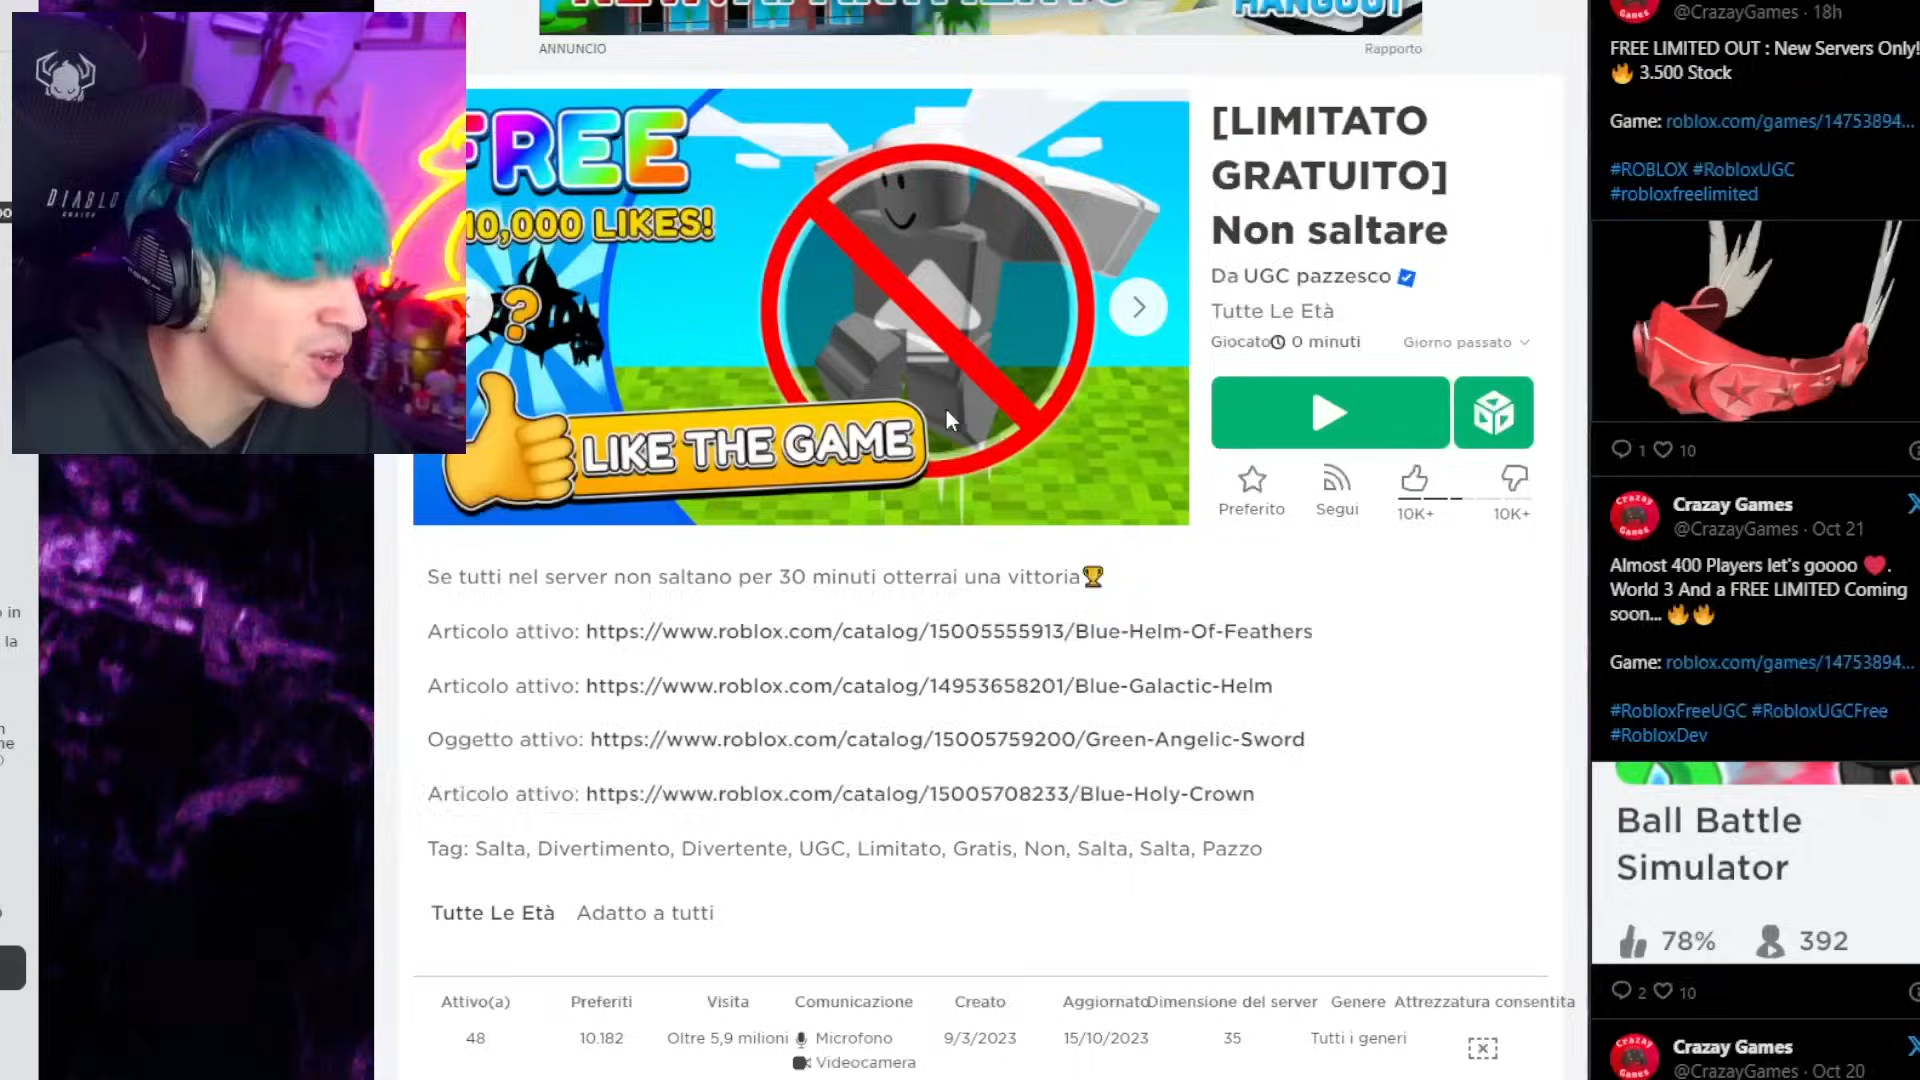 ANNUNCIO
Rapporto
HANGOUT
DIABLO
FREE
10,000 LIKES!
?
LIKE THE GAME
[LIMITATO
GRATUITO]
Non saltare
Da UGC pazzesco
Tutte Le Età
Giocato 0 minuti
Giorno passato
Preferito
Segui
10K+
10K+
Se tutti nel server non saltano per 30 minuti otterrai una vittoria🏆
Articolo attivo: https://www.roblox.com/catalog/15005555913/Blue-Helm-Of-Feathers
Articolo attivo: https://www.roblox.com/catalog/14953658201/Blue-Galactic-Helm
Oggetto attivo: https://www.roblox.com/catalog/15005759200/Green-Angelic-Sword
Articolo attivo: https://www.roblox.com/catalog/15005708233/Blue-Holy-Crown
Tag: Salta, Divertimento, Divertente, UGC, Limitato, Gratis, Non, Salta, Salta, Pazzo
Tutte Le Età Adatto a tutti
Attivo(a) Preferiti Visita Comunicazione Creato Aggiornato Dimensione del server Genere Attrezzatura consentita
48 10.182 Oltre 5,9 milioni Microfono 9/3/2023 15/10/2023 35 Tutti i generi
Videocamera
in
la
@CrazayGames · 18h
FREE LIMITED OUT : New Servers Only!
🔥 3.500 Stock
Game: roblox.com/games/14753894...
#ROBLOX #RobloxUGC
#robloxfreelimited
1 10
Crazay Games
@CrazayGames · Oct 21
Almost 400 Players let's goooo ❤️.
World 3 And a FREE LIMITED Coming
soon... 🔥🔥
Game: roblox.com/games/14753894...
#RobloxFreeUGC #RobloxUGCFree
#RobloxDev
Ball Battle
Simulator
78% 392
2 10
Crazay Games
@CrazayGames · Oct 20